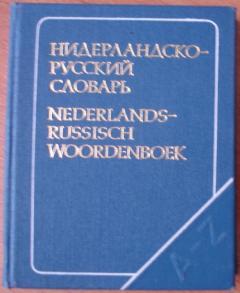 НИДЕРЛАНДСКО-
РУССКИЙ
СЛОВАРЬ
NEDERLANDS-
RUSSISCH
WOORDENBOEK
A-Z